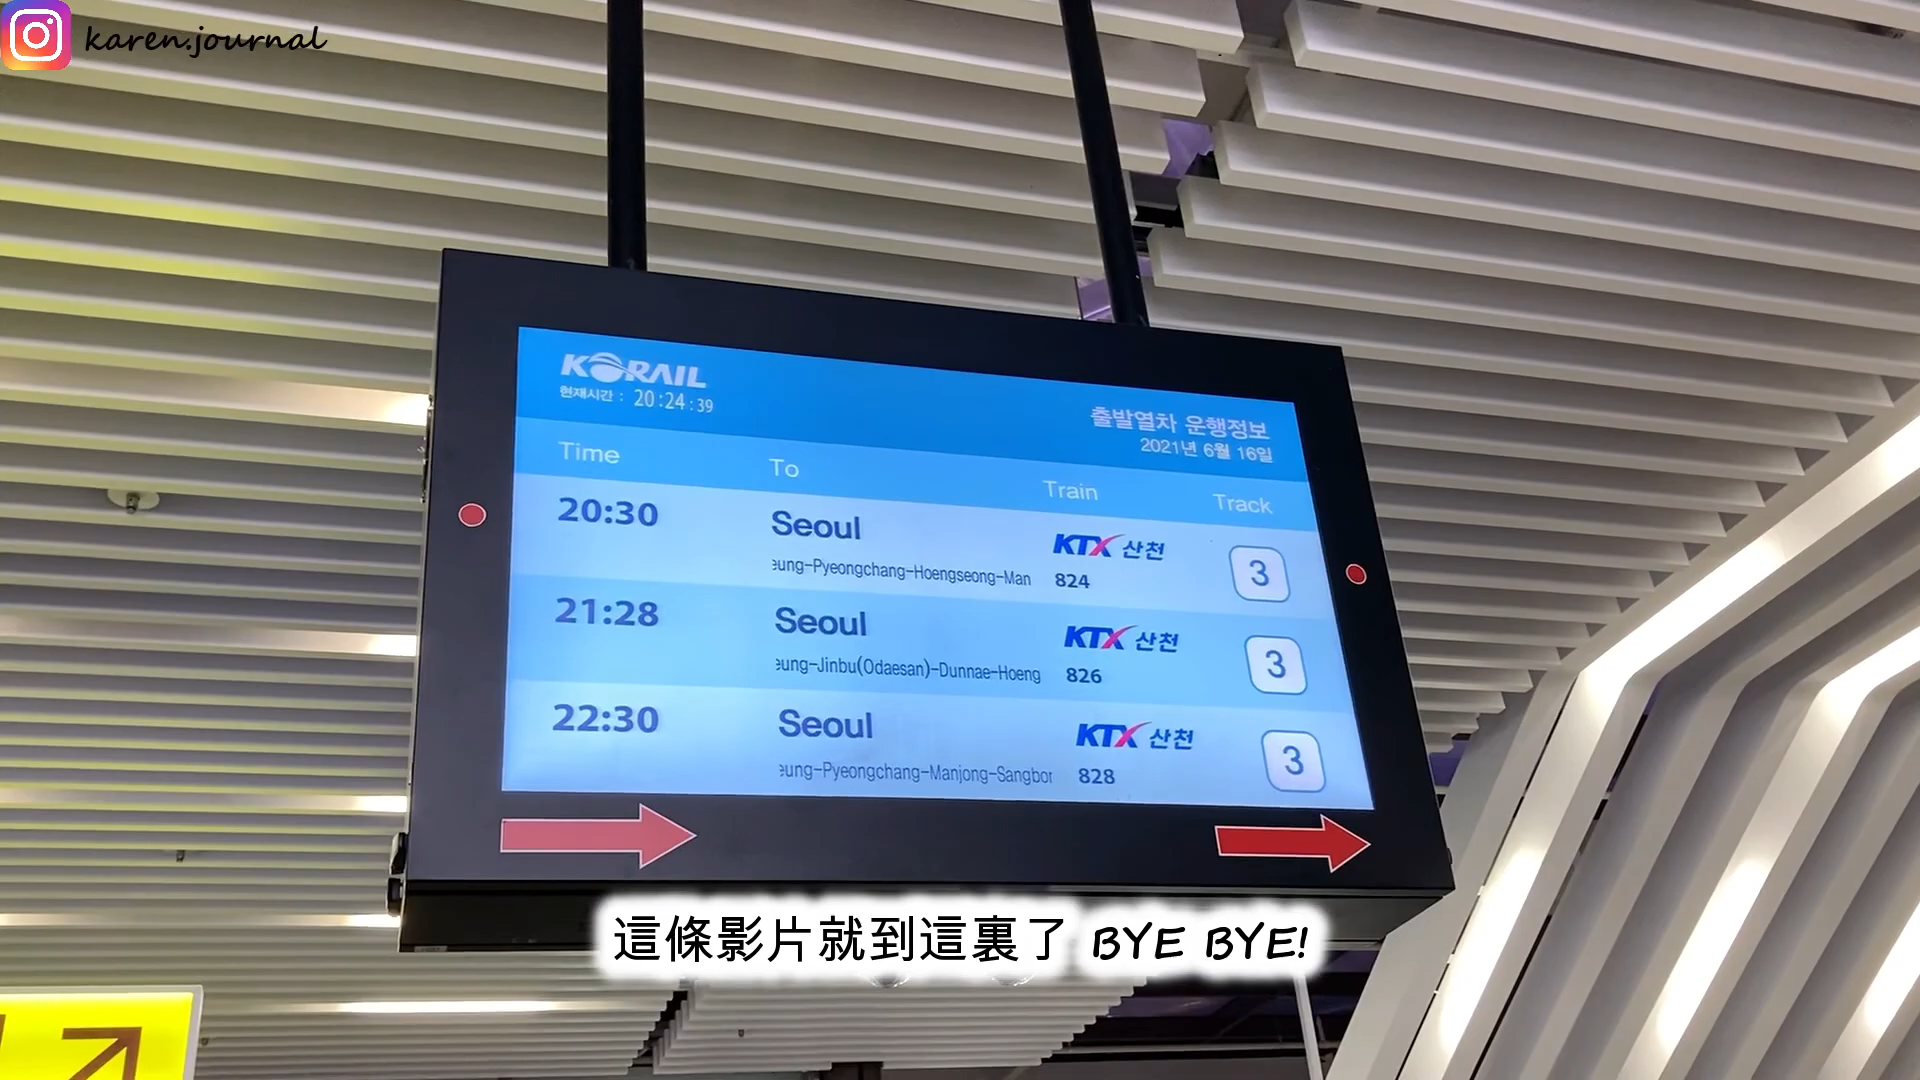 karen.journal
KORAIL
현재시간 : 20:24:39
출발열차 운행정보
2021년 6월 16일
Time To Train Track
20:30 Seoul KTX 산천 3
eung-Pyeongchang-Hoengseong-Man 824
21:28 Seoul KTX 산천 3
eung-Jinbu(Odaesan)-Dunnae-Hoeng 826
22:30 Seoul KTX 산천 3
eung-Pyeongchang-Manjong-Sangbor 828
這條影片就到這裏了 BYE BYE!